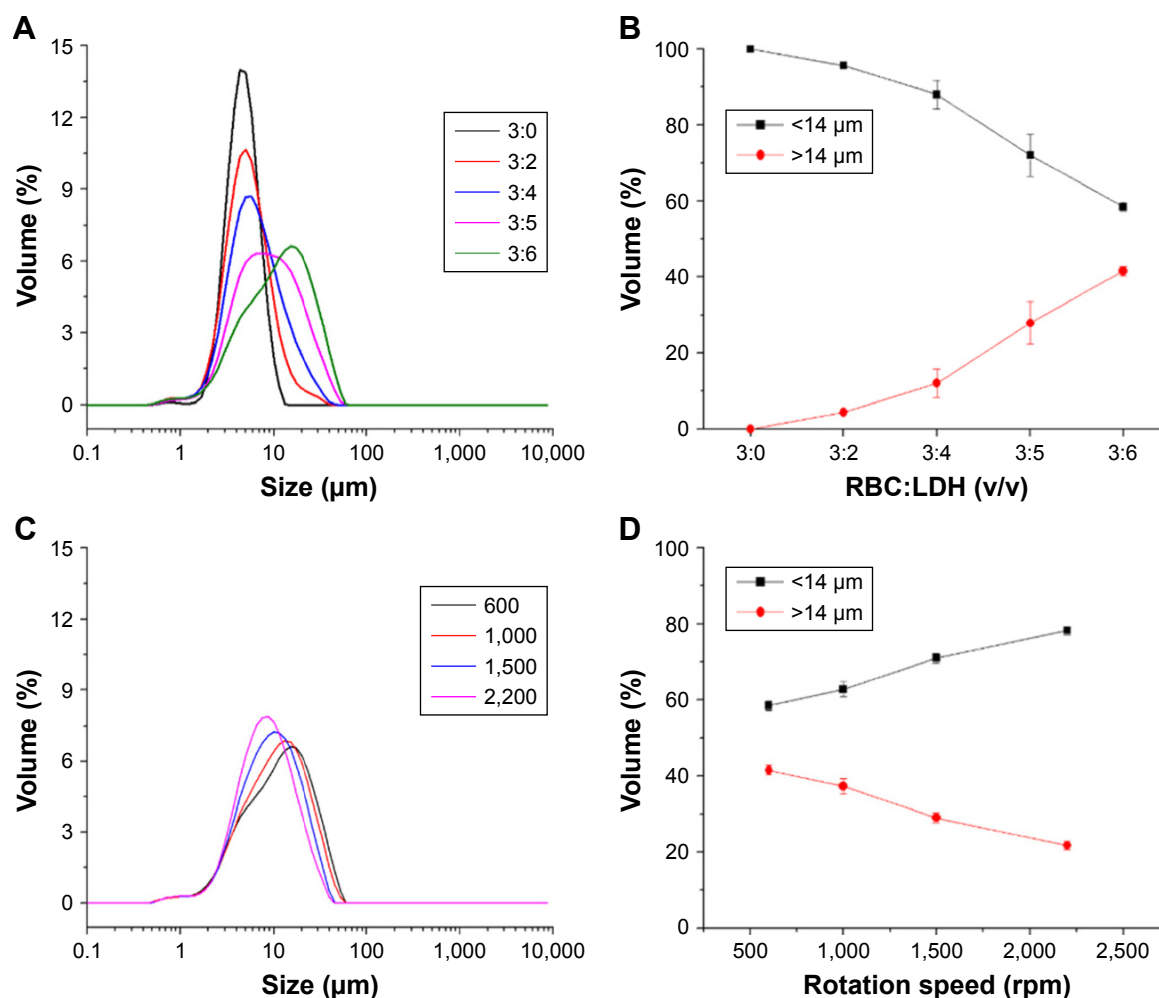 A
15
12
9
6
3
0
Volume (%)
3:0
3:2
3:4
3:5
3:6
0.1 1 10 100 1,000 10,000
Size (µm)
B
100
80
60
40
20
0
Volume (%)
<14 µm
>14 µm
3:0 3:2 3:4 3:5 3:6
RBC:LDH (v/v)
C
15
12
9
6
3
0
Volume (%)
600
1,000
1,500
2,200
0.1 1 10 100 1,000 10,000
Size (µm)
D
100
80
60
40
20
0
Volume (%)
<14 µm
>14 µm
500 1,000 1,500 2,000 2,500
Rotation speed (rpm)